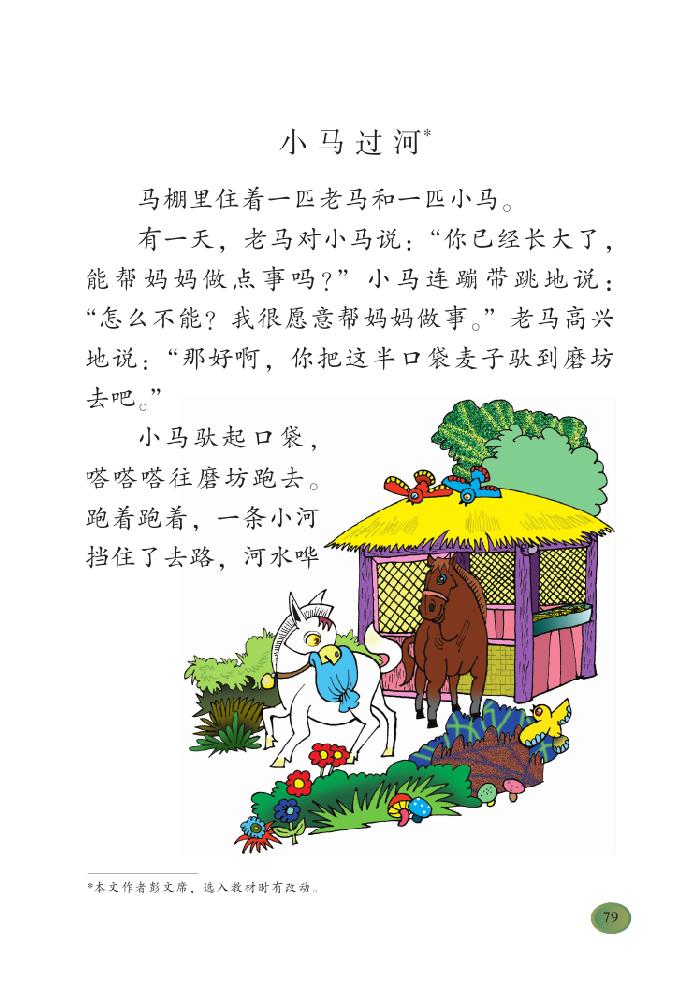 小马过河*
马棚里住着一匹老马和一匹小马。
有一天，老马对小马说：“你已经长大了，
能帮妈妈做点事吗？”小马连蹦带跳地说：
“怎么不能？我很愿意帮妈妈做事。”老马高兴
地说：“那好啊，你把这半口袋麦子驮到磨坊
去吧。”
小马驮起口袋，
嗒嗒嗒往磨坊跑去。
跑着跑着，一条小河
挡住了去路，河水哗
*本文作者彭文席，选入教材时有改动。
79